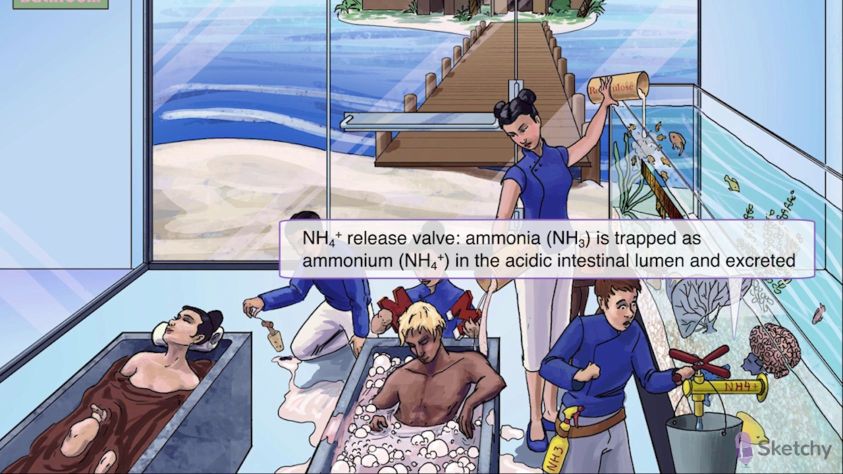 NH₄⁺ release valve: ammonia (NH₃) is trapped as
ammonium (NH₄⁺) in the acidic intestinal lumen and excreted
NH4+
NH3
Sketchy